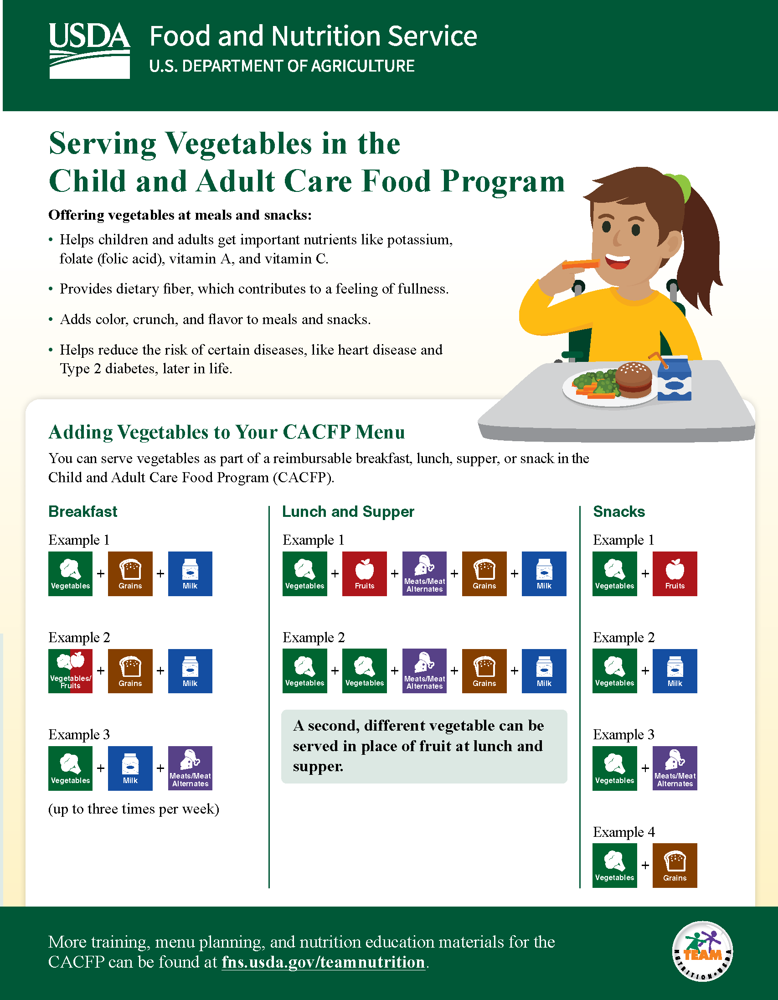 USDA
Food and Nutrition Service
U.S. DEPARTMENT OF AGRICULTURE
Serving Vegetables in the
Child and Adult Care Food Program
Offering vegetables at meals and snacks:
• Helps children and adults get important nutrients like potassium,
folate (folic acid), vitamin A, and vitamin C.
• Provides dietary fiber, which contributes to a feeling of fullness.
• Adds color, crunch, and flavor to meals and snacks.
• Helps reduce the risk of certain diseases, like heart disease and
Type 2 diabetes, later in life.
Adding Vegetables to Your CACFP Menu
You can serve vegetables as part of a reimbursable breakfast, lunch, supper, or snack in the
Child and Adult Care Food Program (CACFP).
Breakfast
Example 1
Vegetables + Grains + Milk
Example 2
Vegetables/
Fruits + Grains + Milk
Example 3
Vegetables + Milk + Meats/Meat
Alternates
(up to three times per week)
Lunch and Supper
Example 1
Vegetables + Fruits + Meats/Meat
Alternates + Grains + Milk
Example 2
Vegetables + Vegetables + Meats/Meat
Alternates + Grains + Milk
A second, different vegetable can be
served in place of fruit at lunch and
supper.
Snacks
Example 1
Vegetables + Fruits
Example 2
Vegetables + Milk
Example 3
Vegetables + Meats/Meat
Alternates
Example 4
Vegetables + Grains
More training, menu planning, and nutrition education materials for the
CACFP can be found at fns.usda.gov/teamnutrition.
TEAM
NUTRITION • USDA